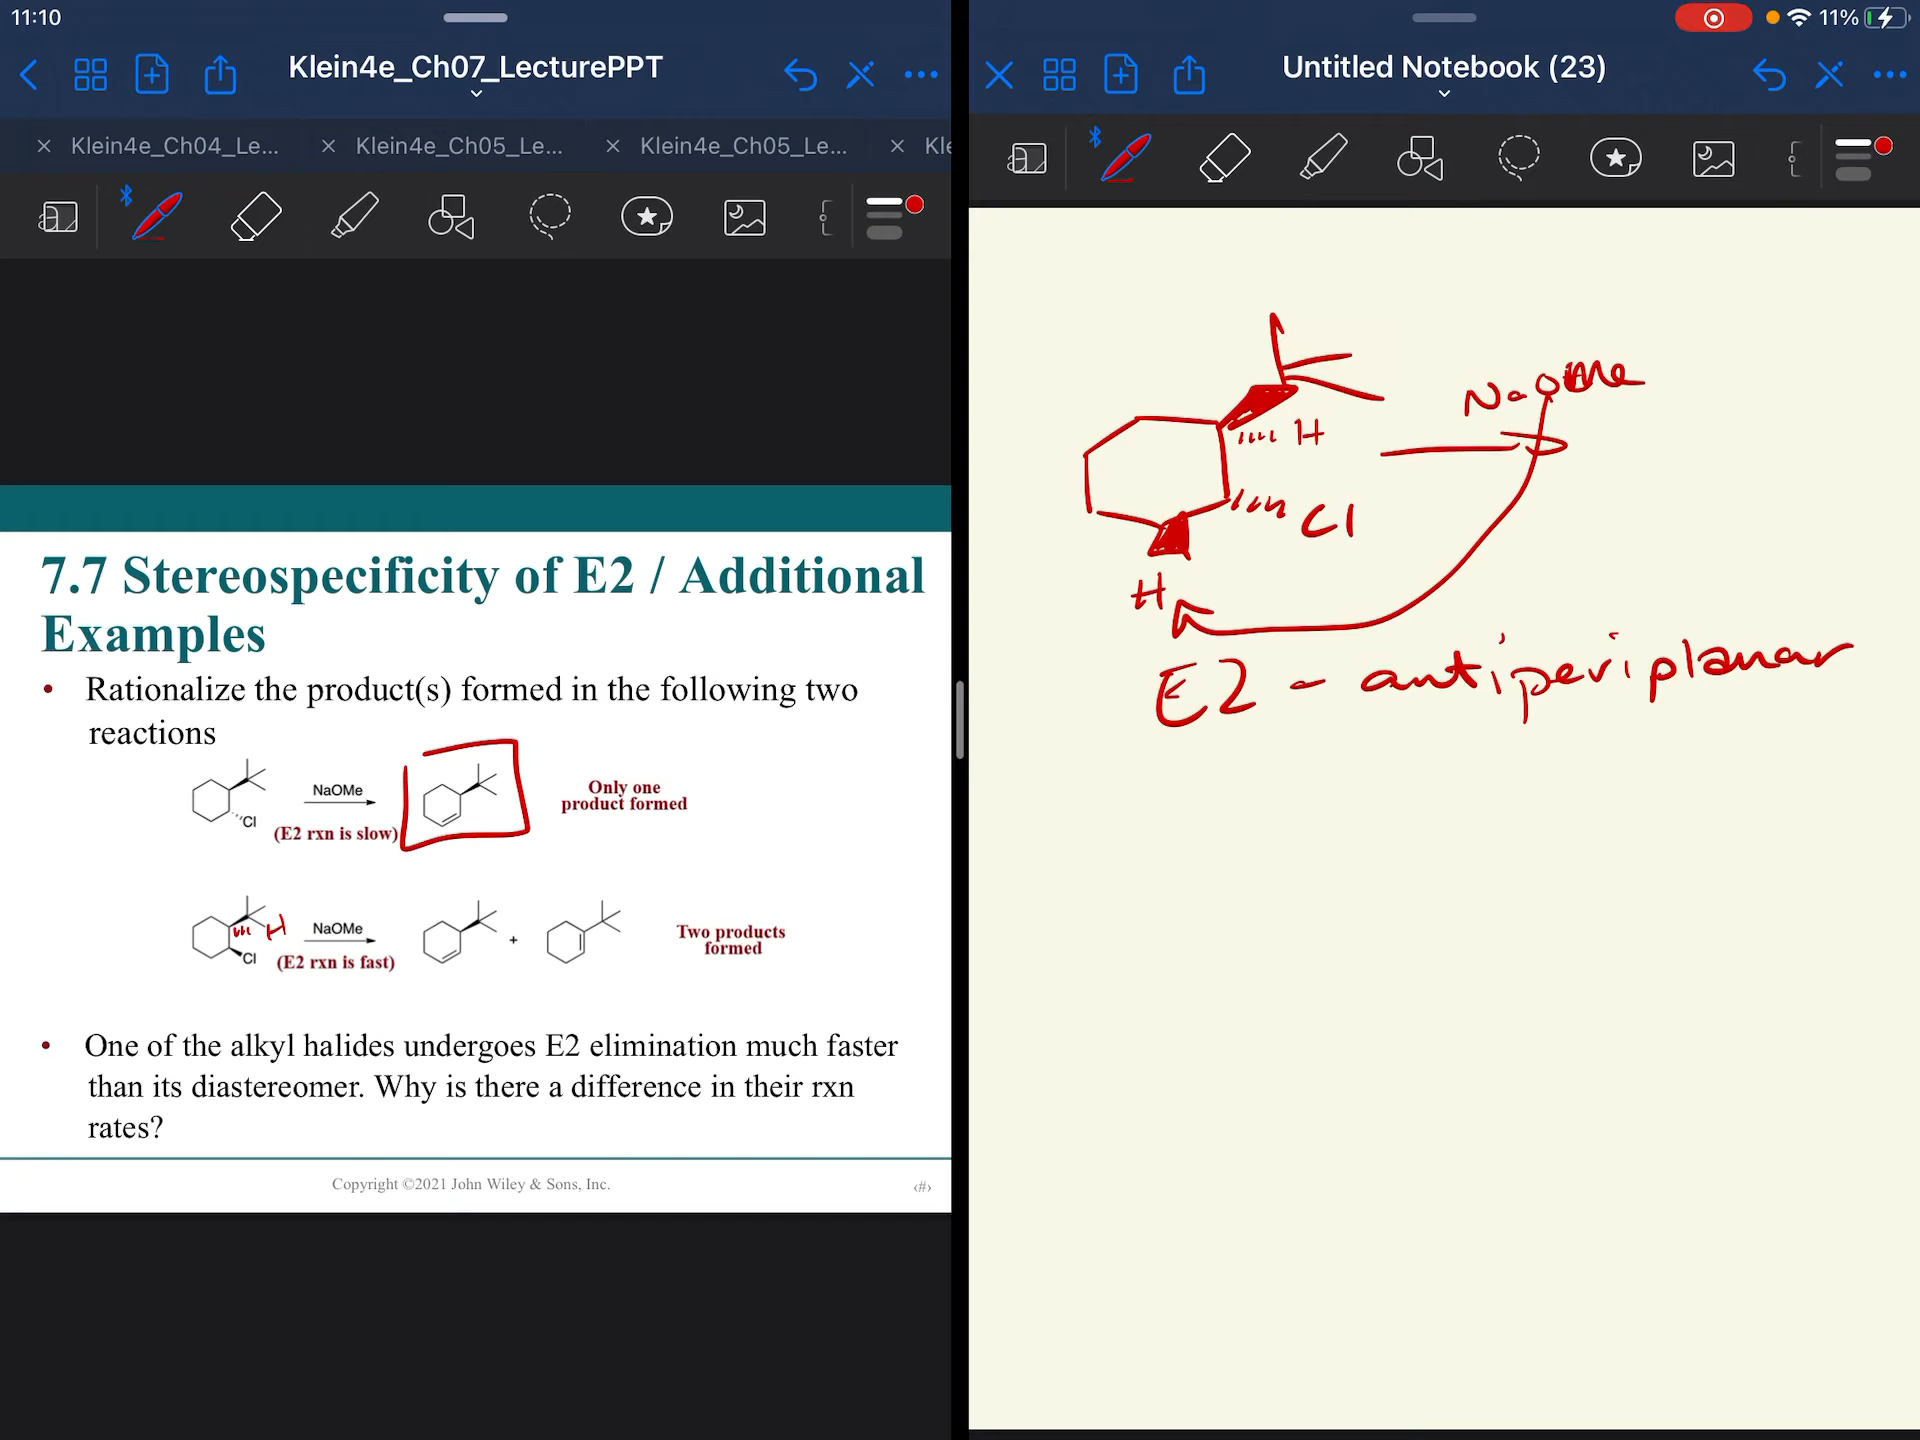 11:10
11%
Klein4e_Ch07_LecturePPT
Untitled Notebook (23)
× Klein4e_Ch04_Le...
× Klein4e_Ch05_Le...
× Klein4e_Ch05_Le...
× Kle
7.7 Stereospecificity of E2 / Additional
Examples
• Rationalize the product(s) formed in the following two
reactions
NaOMe
Cl
(E2 rxn is slow)
Only one
product formed
H
NaOMe
Cl
(E2 rxn is fast)
+
Two products
formed
• One of the alkyl halides undergoes E2 elimination much faster
than its diastereomer. Why is there a difference in their rxn
rates?
Copyright ©2021 John Wiley & Sons, Inc.
‹#›
NaOMe
H
Cl
H
E2 - antiperiplanar